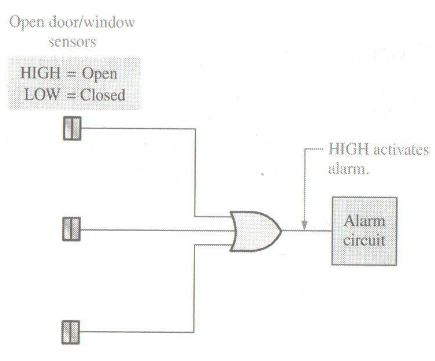 Open door/window
sensors
HIGH = Open
LOW = Closed
HIGH activates
alarm.
Alarm
circuit